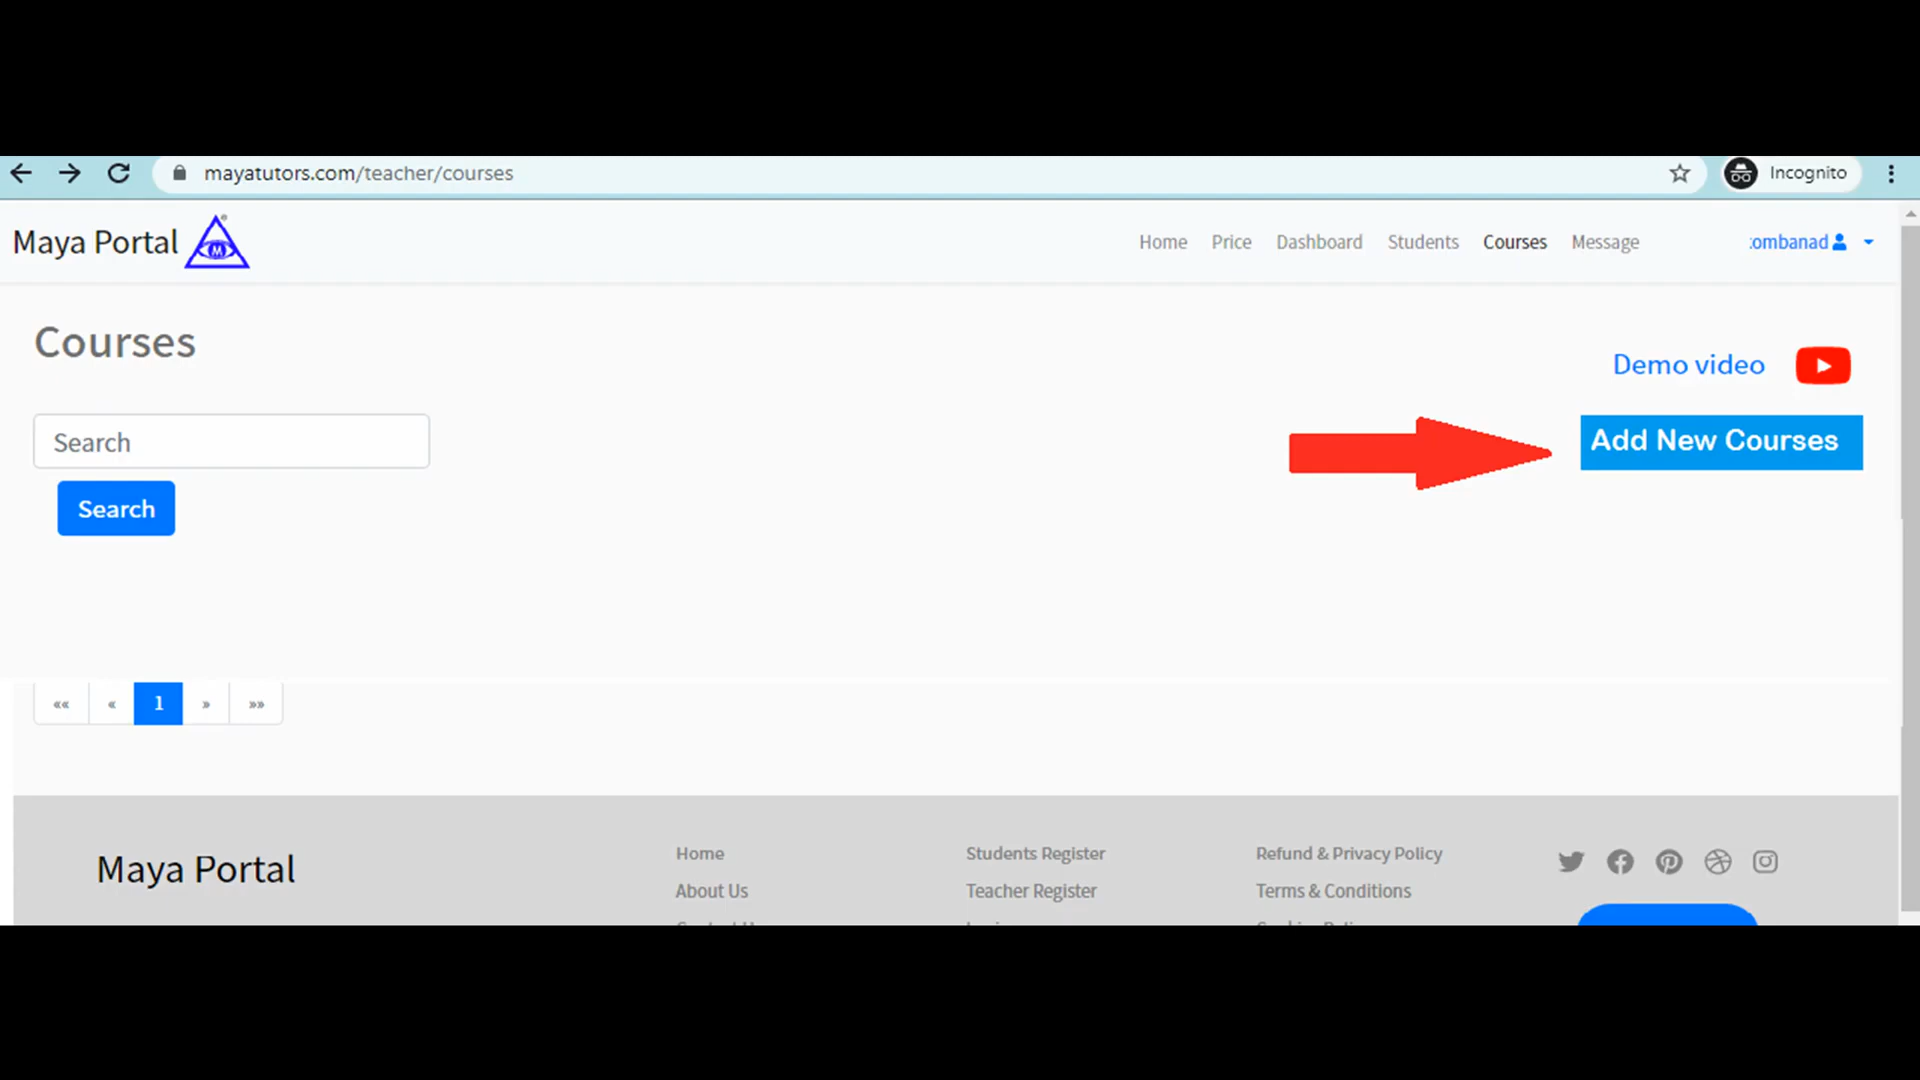 mayatutors.com/teacher/courses
Incognito
Maya Portal
M
Home Price Dashboard Students Courses Message
Courses
Demo video
Search
Add New Courses
Search
«« « 1 » »»
Maya Portal
Home
About Us
Students Register
Teacher Register
Refund & Privacy Policy
Terms & Conditions